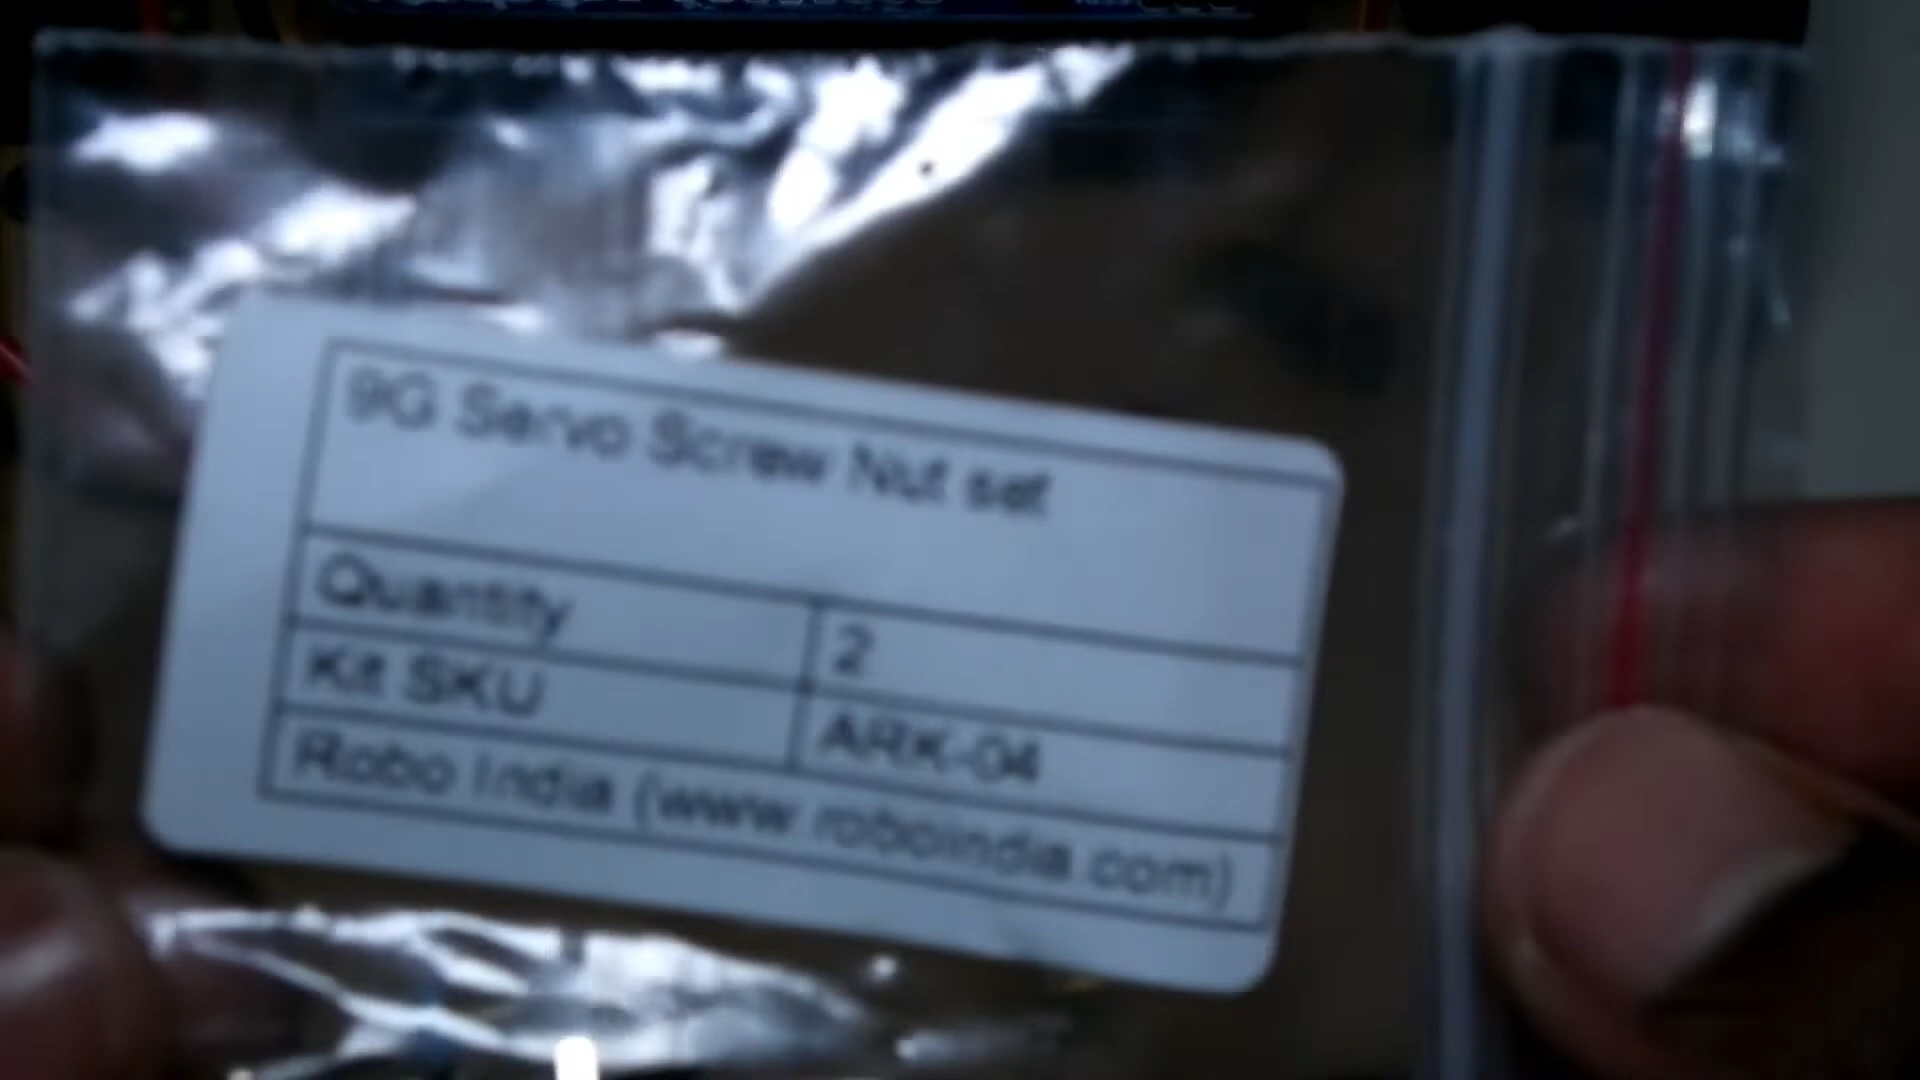 9G Servo Screw Nut set
Quantity 2
Kit SKU ARK-04
Robo India (www.roboindia.com)